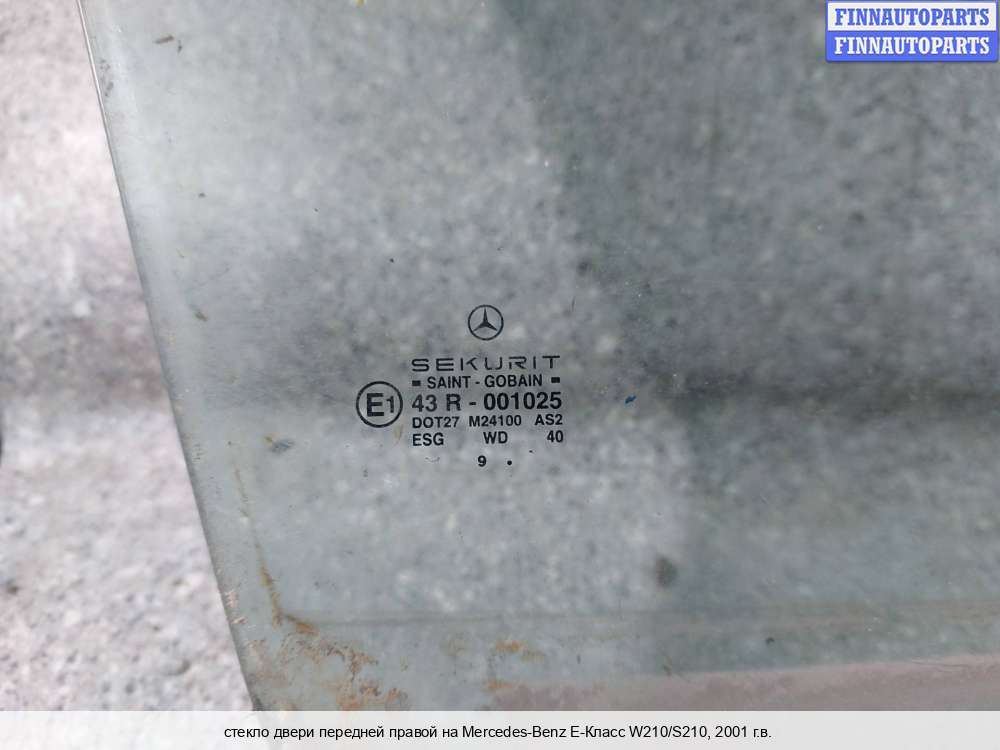 FINNAUTOPARTS
FINNAUTOPARTS
SEKURIT
SAINT - GOBAIN
E1 43 R - 001025
DOT27 M24100 AS2
ESG WD 40
9 .
стекло двери передней правой на Mercedes-Benz E-Класс W210/S210, 2001 г.в.